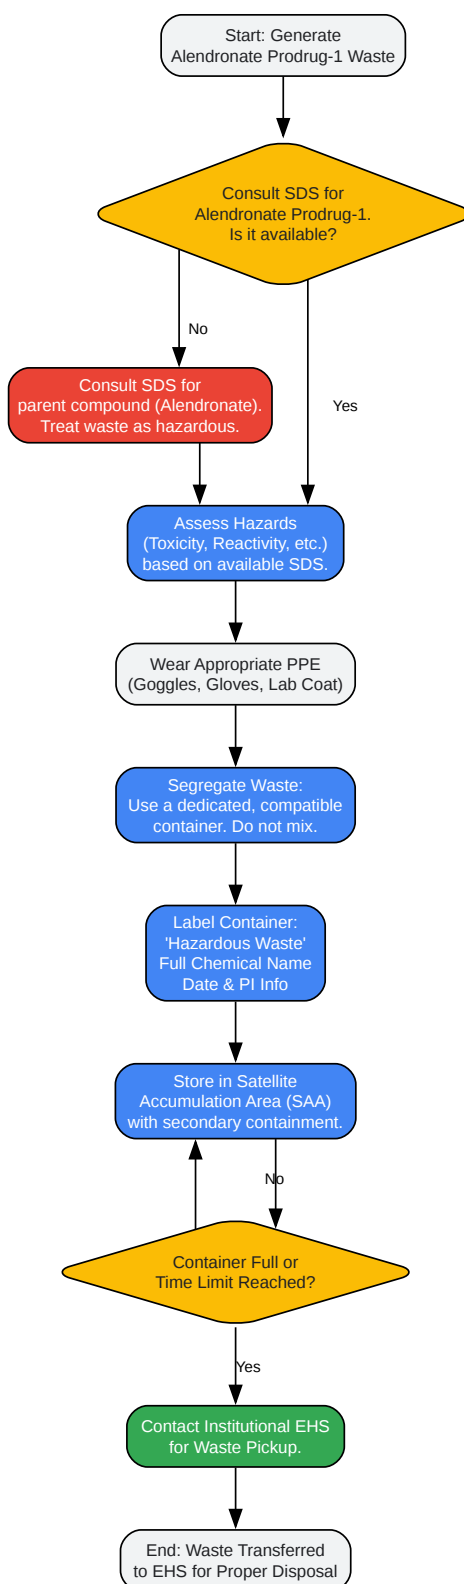 Start: Generate
Alendronate Prodrug-1 Waste
Consult SDS for
Alendronate Prodrug-1.
Is it available?
No
Consult SDS for
parent compound (Alendronate).
Treat waste as hazardous.
Yes
Assess Hazards
(Toxicity, Reactivity, etc.)
based on available SDS.
Wear Appropriate PPE
(Goggles, Gloves, Lab Coat)
Segregate Waste:
Use a dedicated, compatible
container. Do not mix.
Label Container:
'Hazardous Waste'
Full Chemical Name
Date & PI Info
Store in Satellite
Accumulation Area (SAA)
with secondary containment.
No
Container Full or
Time Limit Reached?
Yes
Contact Institutional EHS
for Waste Pickup.
End: Waste Transferred
to EHS for Proper Disposal